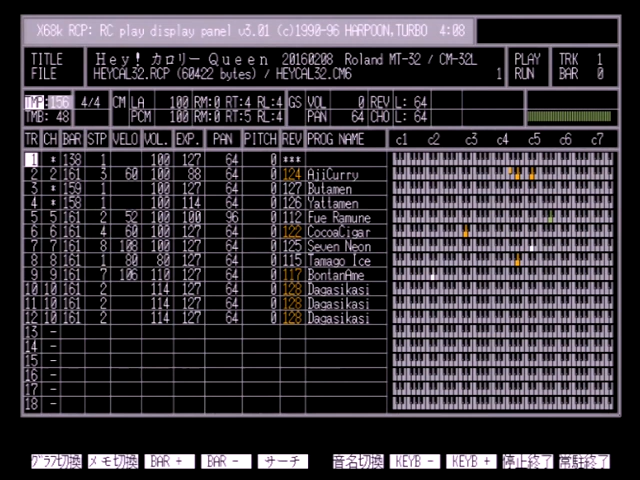 X68k RCP: RC play display panel v3.01 (c)1990-96 HARPOON,TURBO 4:08
TITLE Hey! カロリー Queen 20160208 Roland MT-32 / CM-32L PLAY TRK 1
FILE HEYCAL32.RCP (60422 bytes) / HEYCAL32.CM6 1 RUN BAR 0
TMP:156 4/4 CM LA 100 RM:0 RT:4 RL:4 GS VOL 0 REV L: 64
TMB: 48 PCM 100 RM:0 RT:5 RL:4 PAN 64 CHO L: 64
TR CH BAR STP VELO VOL. EXP. PAN PITCH REV PROG NAME c1 c2 c3 c4 c5 c6 c7
1 * 138 1 100 127 64 0 ***
2 2 161 3 60 100 88 64 0 124 AjiCurry
3 * 159 1 100 127 64 0 127 Butamen
4 * 158 1 100 114 64 0 126 Yattamen
5 5 161 2 52 100 100 96 0 112 Fue Ramune
6 6 161 4 60 100 127 64 0 122 CocoaCigar
7 7 161 8 108 100 127 64 0 125 Seven Neon
8 8 161 1 80 80 127 64 0 115 Tamago Ice
9 9 161 7 106 110 127 64 0 117 BontanAme
10 10 161 2 114 127 64 0 128 Dagasikasi
11 10 161 2 114 127 64 0 128 Dagasikasi
12 10 161 2 114 127 64 0 128 Dagasikasi
13 -
14 -
15 -
16 -
17 -
18 -
グラフ切換 メモ切換 BAR + BAR - サーチ 音名切換 KEYB - KEYB + 停止終了 常駐終了